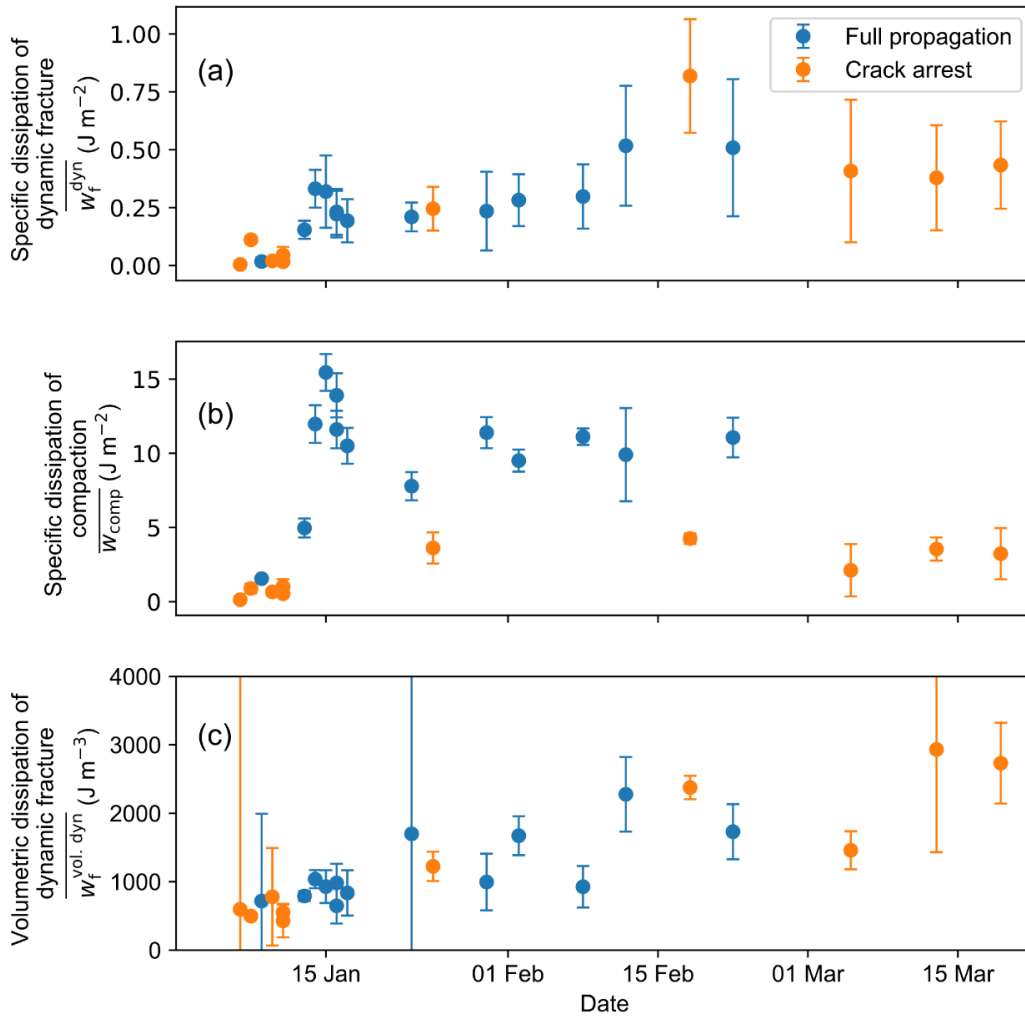 (a)
Full propagation
Crack arrest
Specific dissipation of
dynamic fracture
w_f^dyn (J m−2)
1.00
0.75
0.50
0.25
0.00
(b)
Specific dissipation of
compaction
w_comp (J m−2)
15
10
5
0
(c)
Volumetric dissipation of
dynamic fracture
w_f^vol. dyn (J m−3)
4000
3000
2000
1000
0
15 Jan
01 Feb
15 Feb
01 Mar
15 Mar
Date